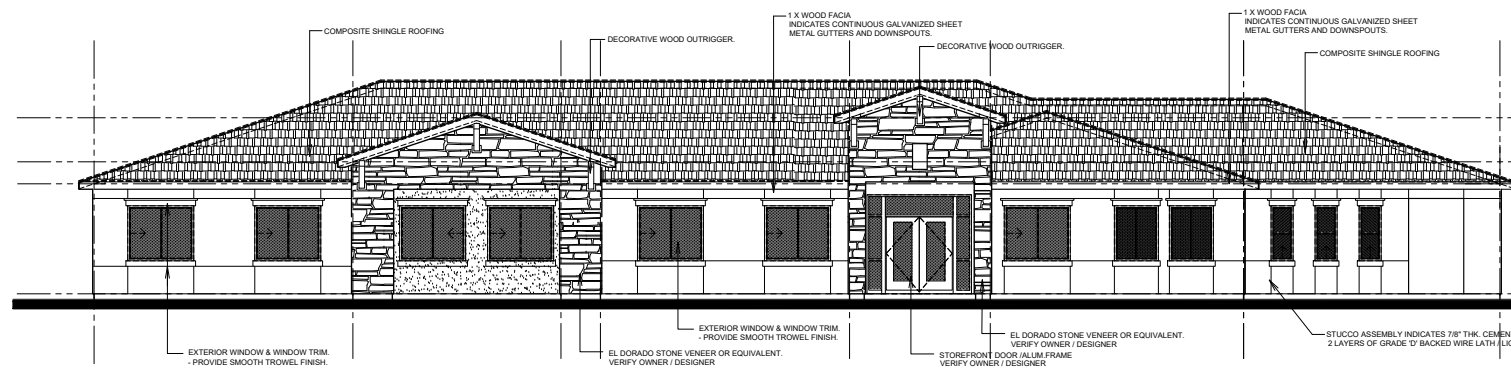 COMPOSITE SHINGLE ROOFING
DECORATIVE WOOD OUTRIGGER.
1 X WOOD FACIA
INDICATES CONTINUOUS GALVANIZED SHEET
METAL GUTTERS AND DOWNSPOUTS.
DECORATIVE WOOD OUTRIGGER.
1 X WOOD FACIA
INDICATES CONTINUOUS GALVANIZED SHEET
METAL GUTTERS AND DOWNSPOUTS.
COMPOSITE SHINGLE ROOFING
EXTERIOR WINDOW & WINDOW TRIM.
- PROVIDE SMOOTH TROWEL FINISH.
EL DORADO STONE VENEER OR EQUIVALENT.
VERIFY OWNER / DESIGNER
EXTERIOR WINDOW & WINDOW TRIM.
- PROVIDE SMOOTH TROWEL FINISH.
STOREFRONT DOOR /ALUM.FRAME
VERIFY OWNER / DESIGNER
EL DORADO STONE VENEER OR EQUIVALENT.
VERIFY OWNER / DESIGNER
STUCCO ASSEMBLY INDICATES 7/8" THK. CEMEN
2 LAYERS OF GRADE 'D' BACKED WIRE LATH / LIC